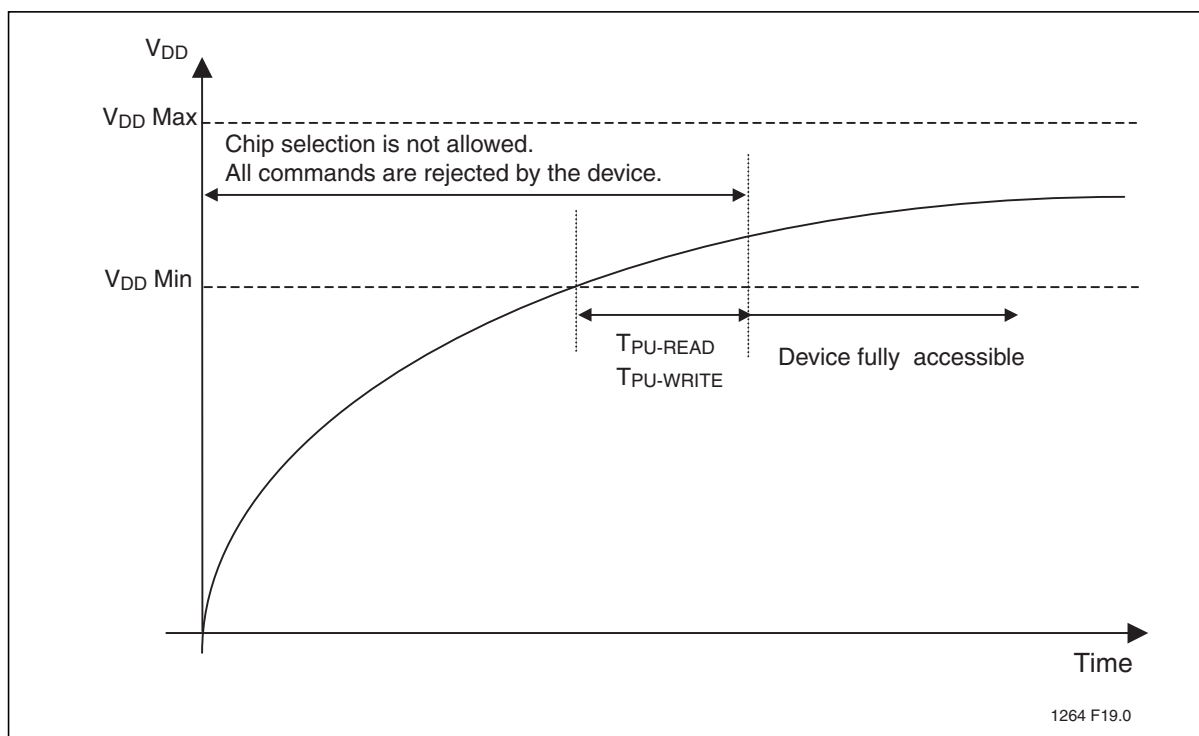 VDD
VDD Max
Chip selection is not allowed.
All commands are rejected by the device.
VDD Min
TPU-READ
TPU-WRITE
Device fully accessible
Time
1264 F19.0